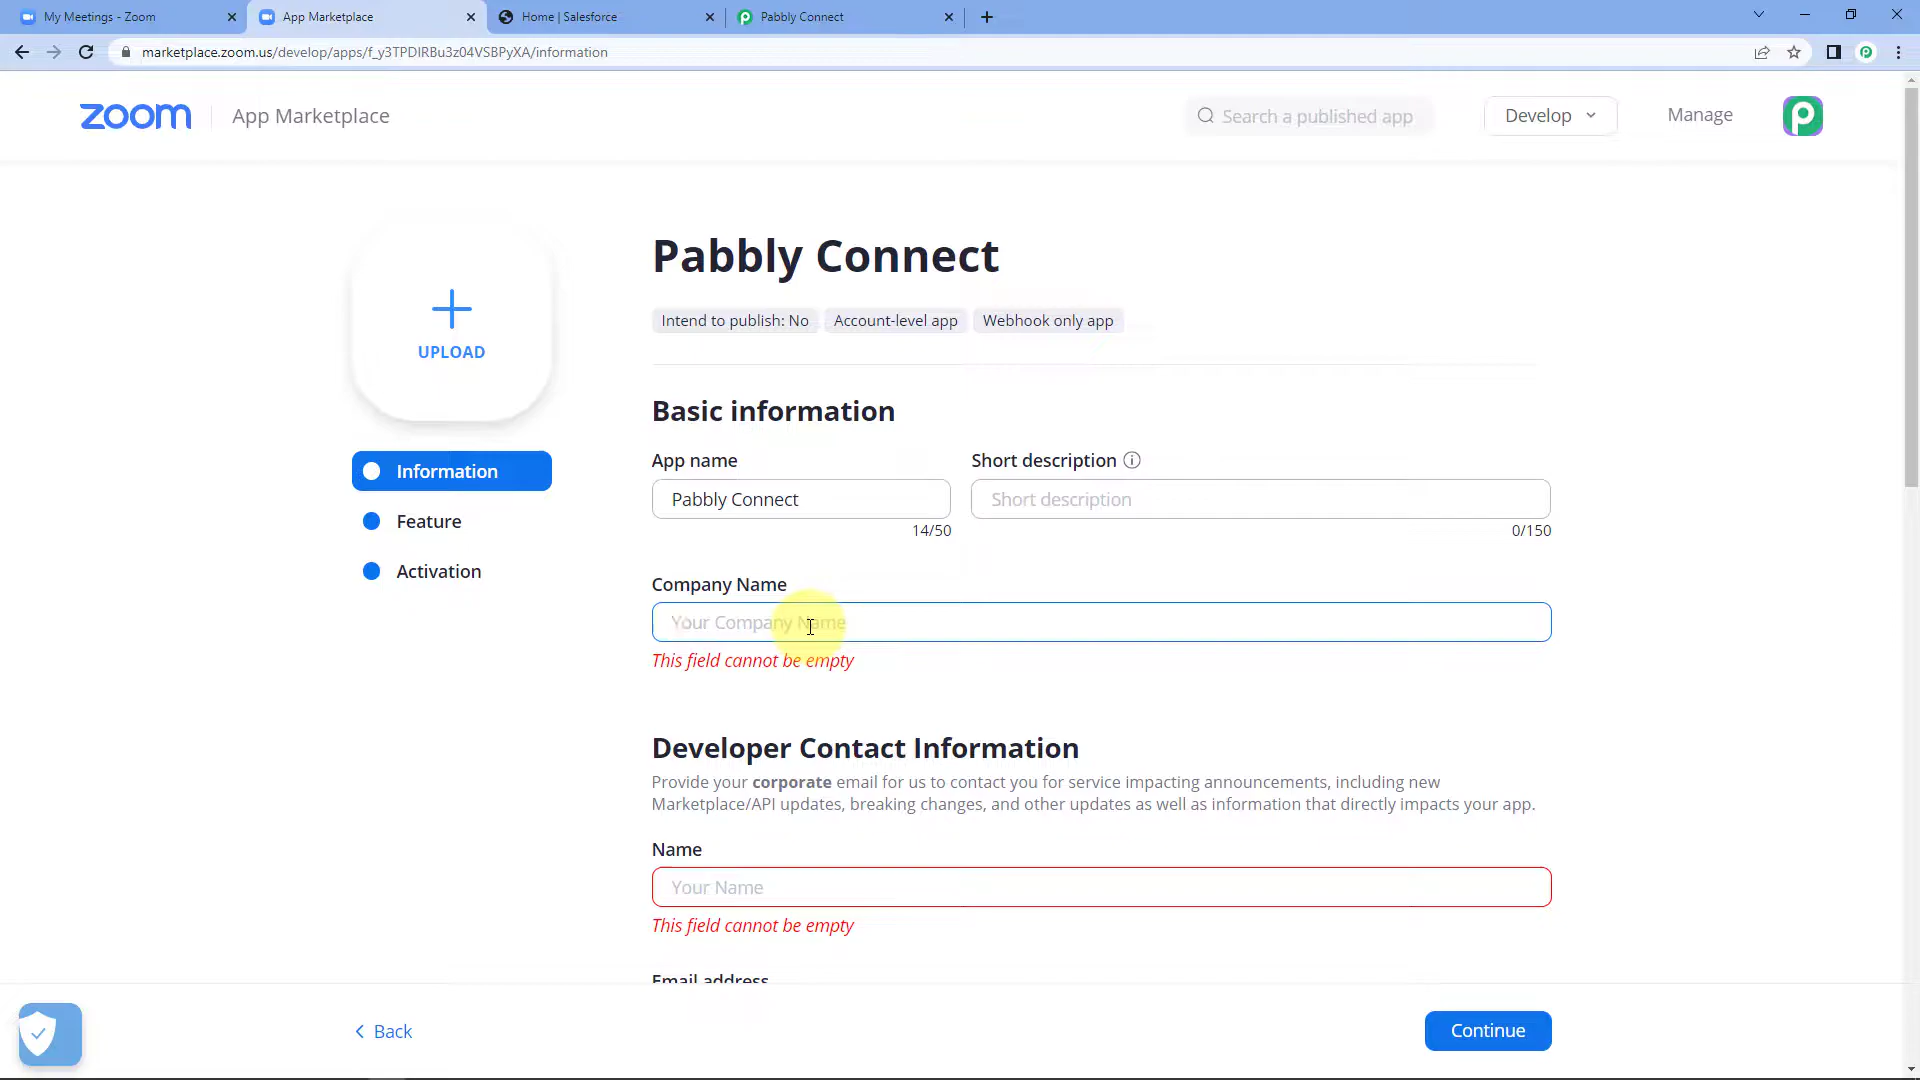 My Meetings - Zoom
App Marketplace
Home | Salesforce
Pabbly Connect
marketplace.zoom.us/develop/apps/f_y3TPDIRBu3z04VSBPyXA/information
zoom
App Marketplace
Search a published app
Develop
Manage
UPLOAD
Pabbly Connect
Intend to publish: No
Account-level app
Webhook only app
Information
Feature
Activation
Basic information
App name
Short description
Pabbly Connect
Short description
14/50
0/150
Company Name
Your Company Name
This field cannot be empty
Developer Contact Information
Provide your corporate email for us to contact you for service impacting announcements, including new
Marketplace/API updates, breaking changes, and other updates as well as information that directly impacts your app.
Name
Your Name
This field cannot be empty
Email address
Back
Continue